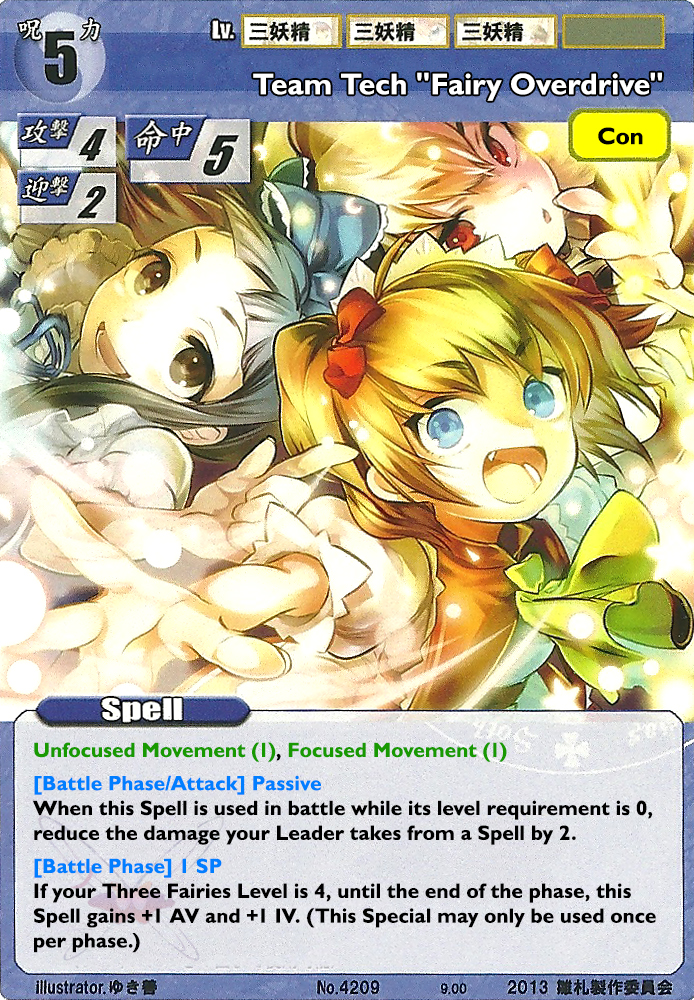 呪力 5
Lv. 三妖精 三妖精 三妖精
Team Tech "Fairy Overdrive"
攻撃 4
命中 5
迎撃 2
Con
Spell
Unfocused Movement (1), Focused Movement (1)
[Battle Phase/Attack] Passive
When this Spell is used in battle while its level requirement is 0,
reduce the damage your Leader takes from a Spell by 2.
[Battle Phase] 1 SP
If your Three Fairies Level is 4, until the end of the phase, this
Spell gains +1 AV and +1 IV. (This Special may only be used once
per phase.)
illustrator.ゆき哉 No.4209 9.00 2013 雛札製作委員会